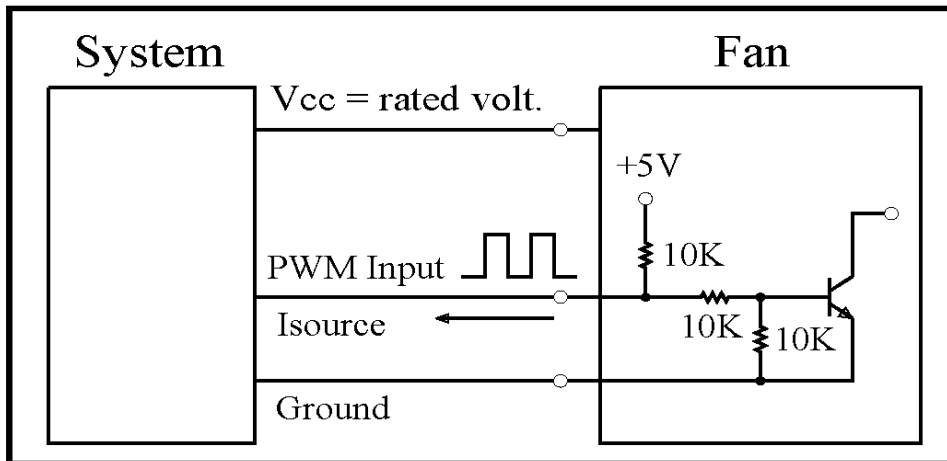 System
Fan
Vcc = rated volt.
+5V
10K
PWM Input
Isource
10K
10K
Ground